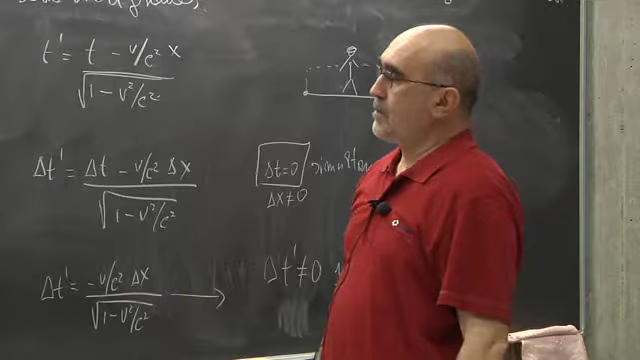 t' = t - v/c² x / √1 - v²/c²
Δt' = Δt - v/c² Δx / √1 - v²/c²
Δt=0
Δx≠0
Δt' = -v/c² Δx / √1 - v²/c² →
Δt' ≠ 0